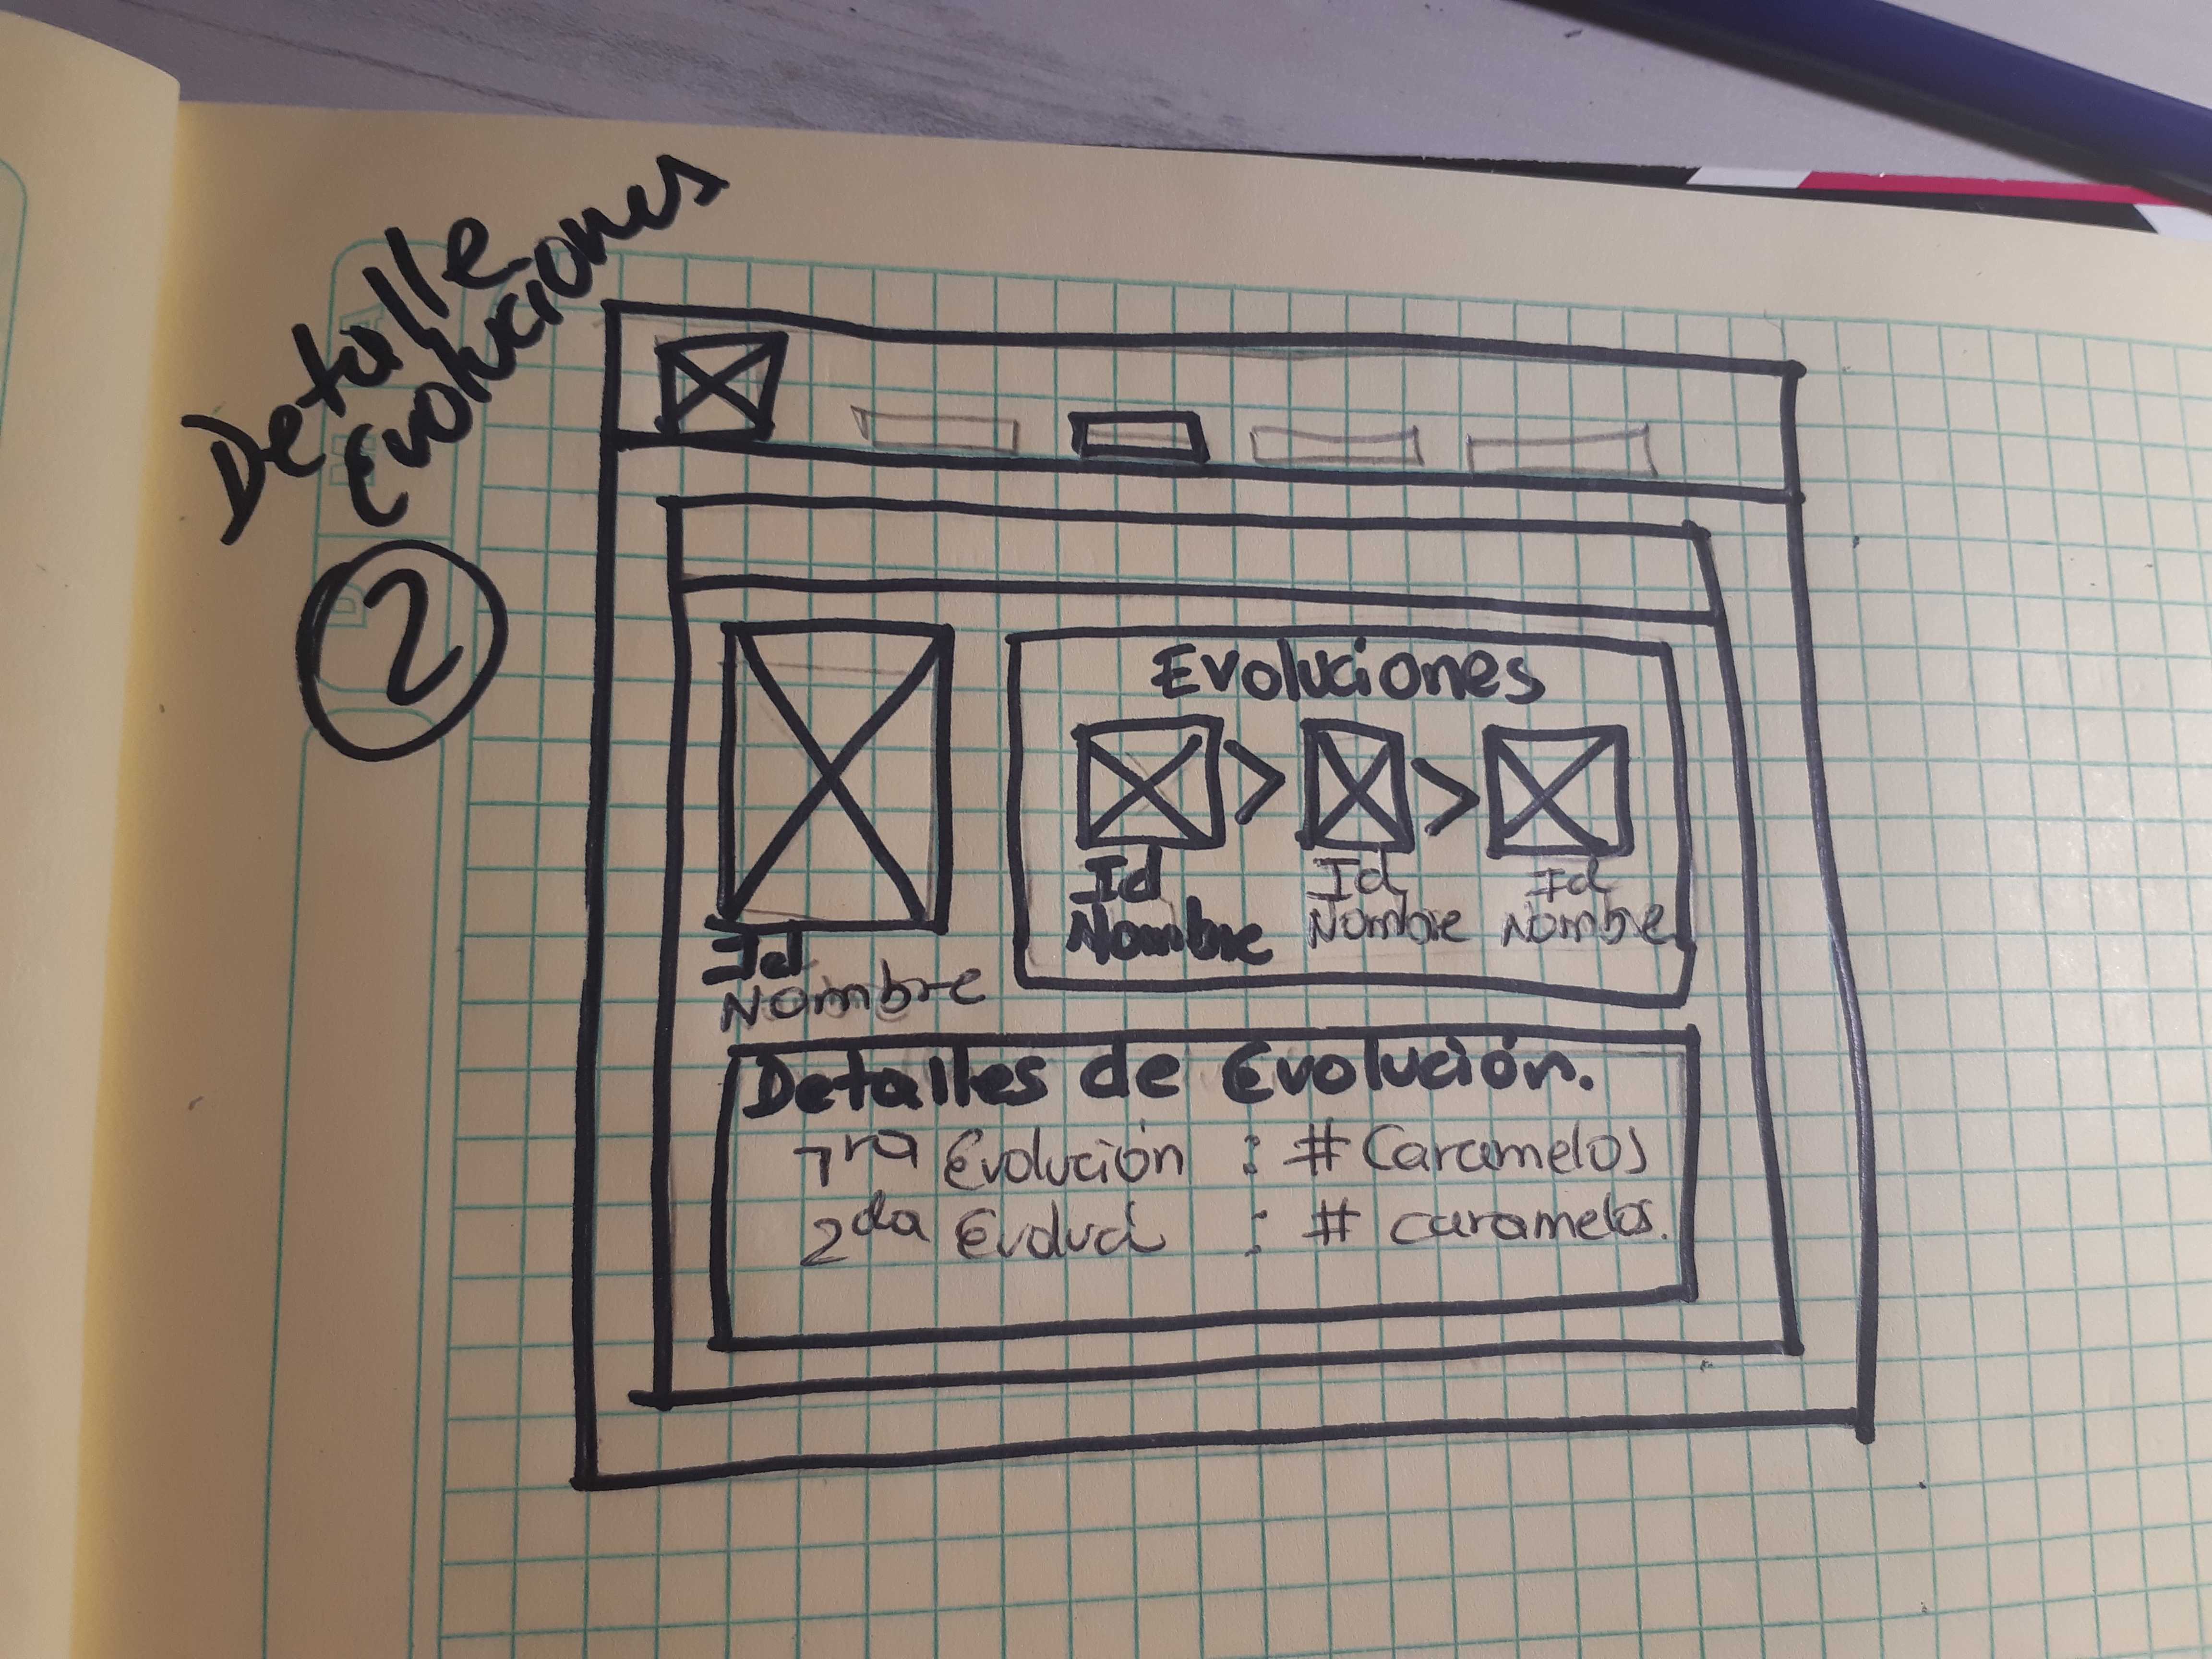 Detalle
Evoluciones
2
Evoluciones
> >
Id Id Id
Nombre Nombre Nombre
Id
Nombre
Detalles de Evolución.
1ra Evolución : # Caramelos
2da Evoluci : # caramelos.